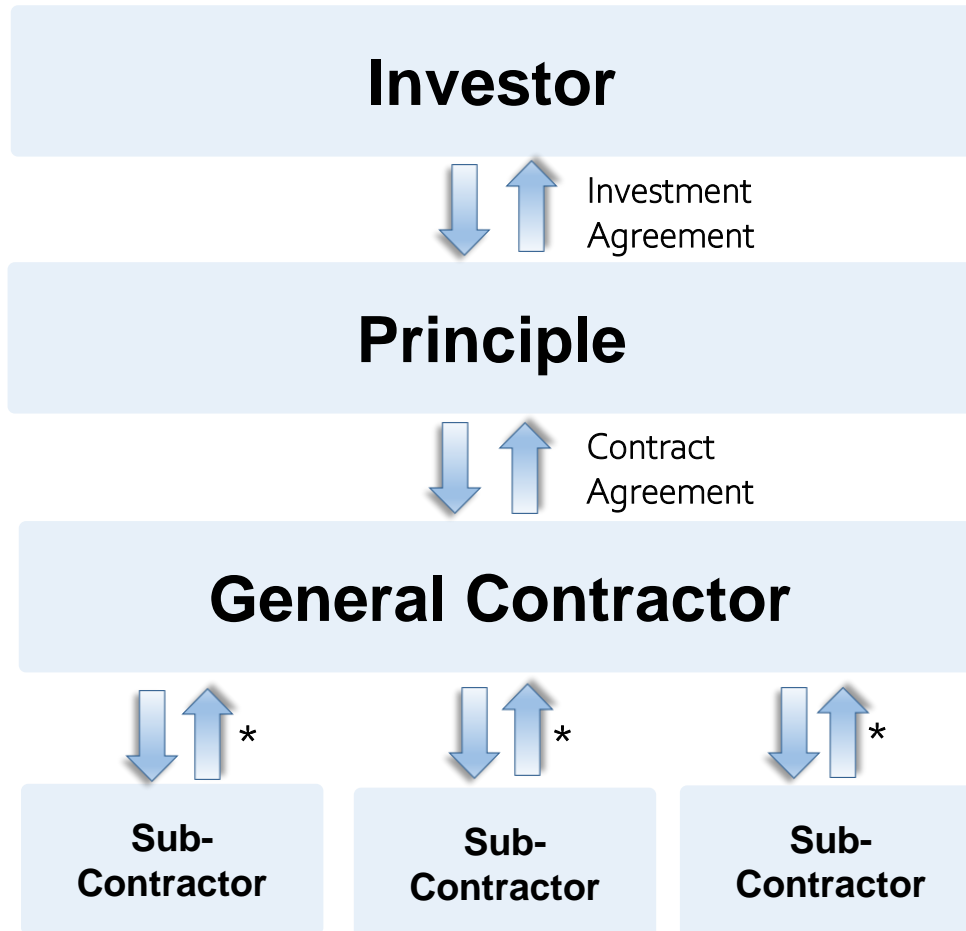 Investor
Investment
Agreement
Principle
Contract
Agreement
General Contractor
* * *
Sub-
Contractor
Sub-
Contractor
Sub-
Contractor